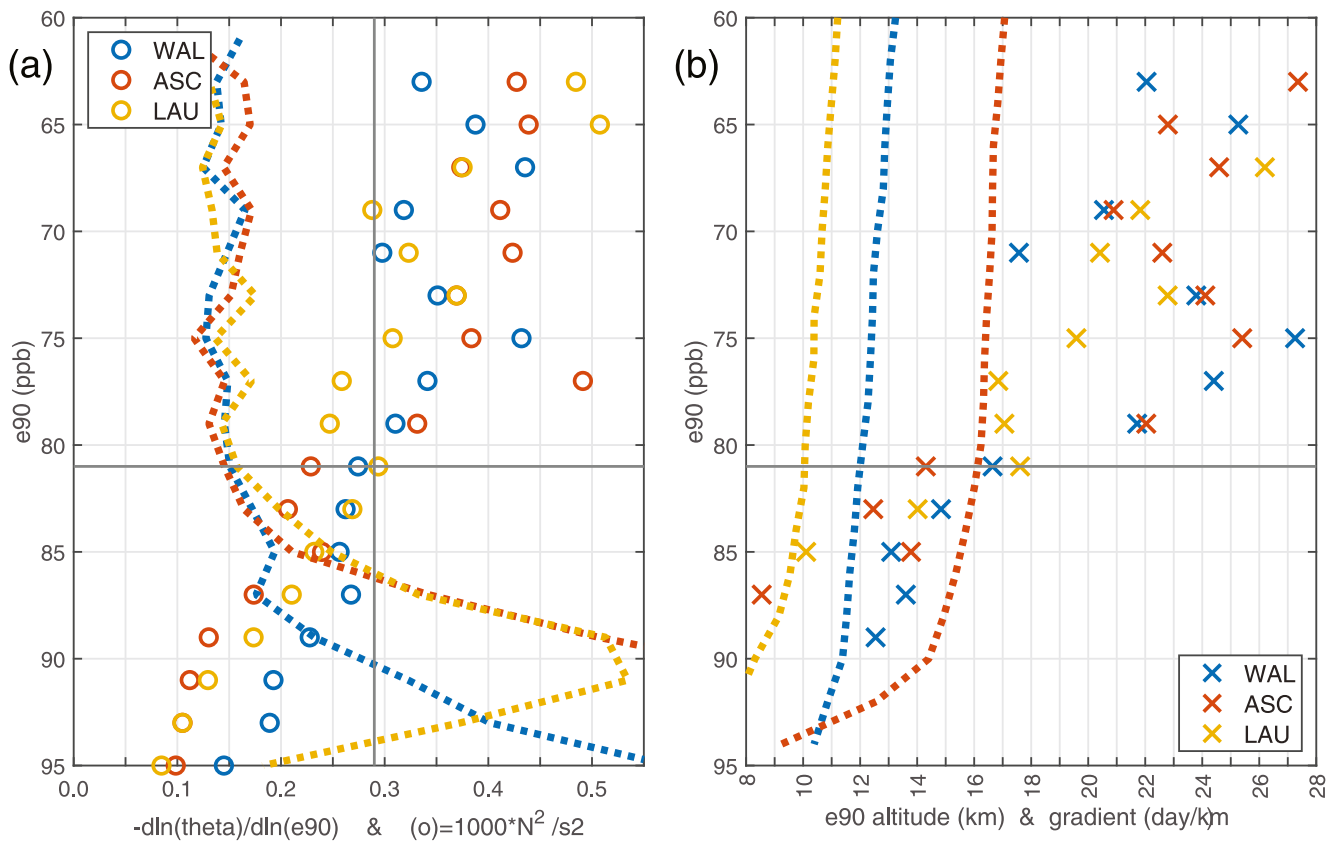 (a)
WAL
ASC
LAU
60
65
70
75
80
85
90
95
e90 (ppb)
0.0
0.1
0.2
0.3
0.4
0.5
-dln(theta)/dln(e90) & (o)=1000*N² /s2
(b)
60
65
70
75
80
85
90
95
e90 (ppb)
WAL
ASC
LAU
8
10
12
14
16
18
20
22
24
26
28
e90 altitude (km) & gradient (day/km)